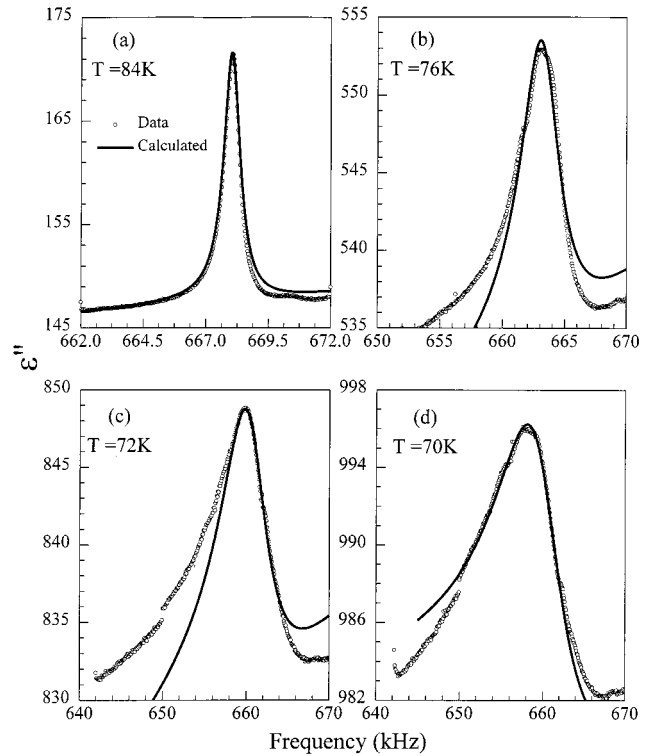 175
(a)
T =84K
165
Data
Calculated
155
145
662.0 664.5 667.0 669.5 672.0
555
(b)
T =76K
550
545
540
535
650 655 660 665 670
ε"
850
(c)
T =72K
845
840
835
830
640 650 660 670
998
(d)
T =70K
994
990
986
982
640 650 660 670
Frequency (kHz)